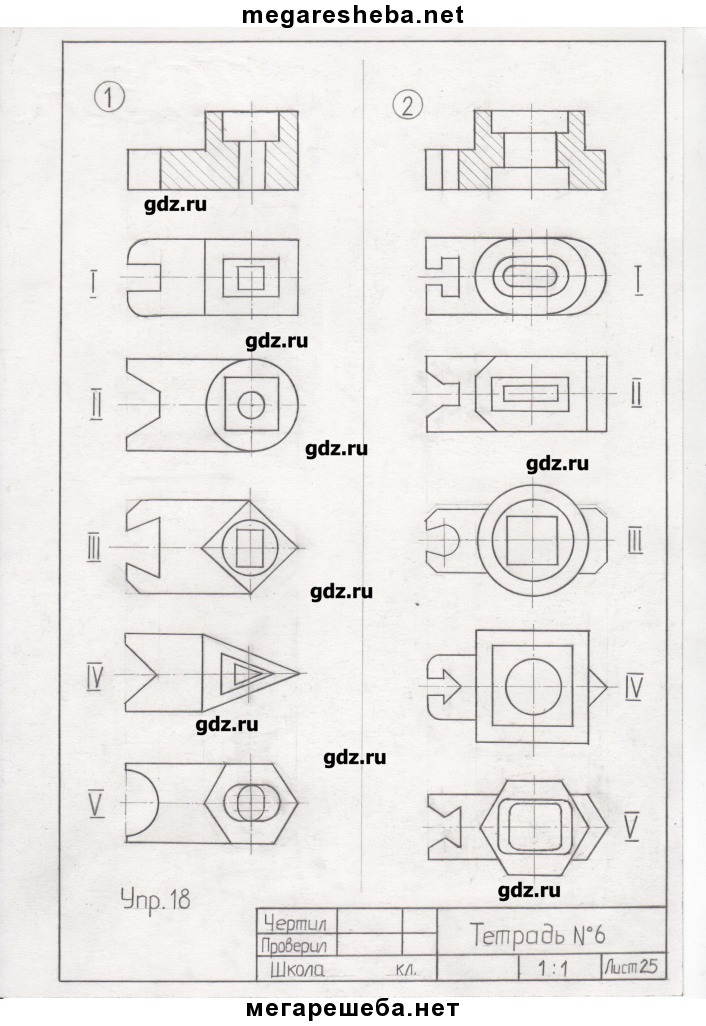 megaresheba.net
1
2
gdz.ru
I
I
gdz.ru
II
II
gdz.ru
gdz.ru
III
III
gdz.ru
IV
IV
gdz.ru
gdz.ru
V
V
gdz.ru
Упр. 18
Чертил
Проверил
Школа кл.
Тетрадь №6
1:1
Лист 25
мегарешеба.нет